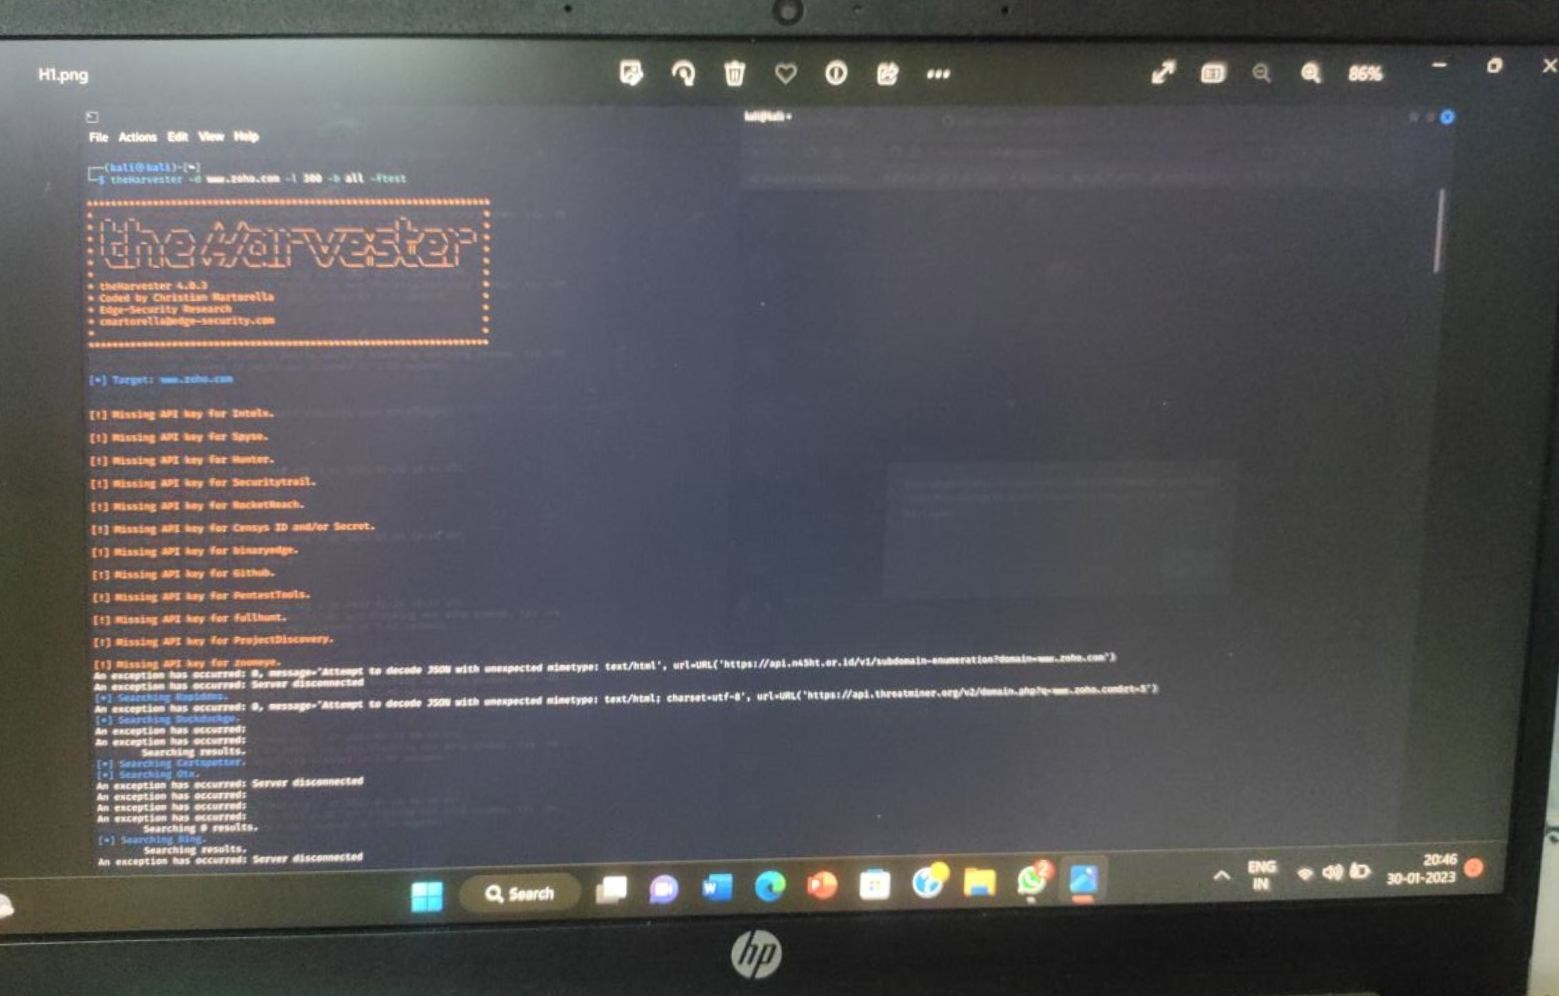 H1.png
86%
kali@kali: ~
File Actions Edit View Help
(kali㉿kali)-[~]
$ theHarvester -d www.zoho.com -l 300 -b all -ftest
theHarvester
* theHarvester 4.0.3
* Coded by Christian Martorella
* Edge-Security Research
* cmartorella@edge-security.com
[*] Target: www.zoho.com
[!] Missing API key for Intelx.
[!] Missing API key for Spyse.
[!] Missing API key for Hunter.
[!] Missing API key for Securitytrail.
[!] Missing API key for RocketReach.
[!] Missing API key for Censys ID and/or Secret.
[!] Missing API key for binaryedge.
[!] Missing API key for Github.
[!] Missing API key for PentestTools.
[!] Missing API key for fullhunt.
[!] Missing API key for ProjectDiscovery.
[!] Missing API key for zoomeye.
An exception has occurred: 0, message='Attempt to decode JSON with unexpected mimetype: text/html', url=URL('https://api.n45ht.or.id/v1/subdomain-enumeration?domain=www.zoho.com')
An exception has occurred: Server disconnected
[*] Searching Rapiddns.
An exception has occurred: 0, message='Attempt to decode JSON with unexpected mimetype: text/html; charset=utf-8', url=URL('https://api.threatminer.org/v2/domain.php?q=www.zoho.com&rt=5')
[*] Searching Duckduckgo.
An exception has occurred:
An exception has occurred:
Searching results.
[*] Searching Certspotter.
[*] Searching Otx.
An exception has occurred: Server disconnected
An exception has occurred:
An exception has occurred:
An exception has occurred:
Searching 0 results.
[*] Searching Bing.
Searching results.
An exception has occurred: Server disconnected
Search
2
ENG
IN
20:46
30-01-2023
hp